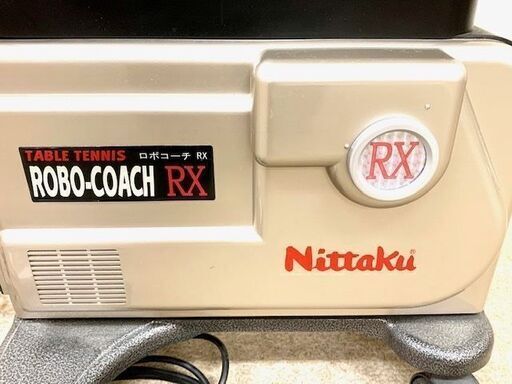 TABLE TENNIS ロボコーチ RX
ROBO-COACH RX
RX
Nittaku®